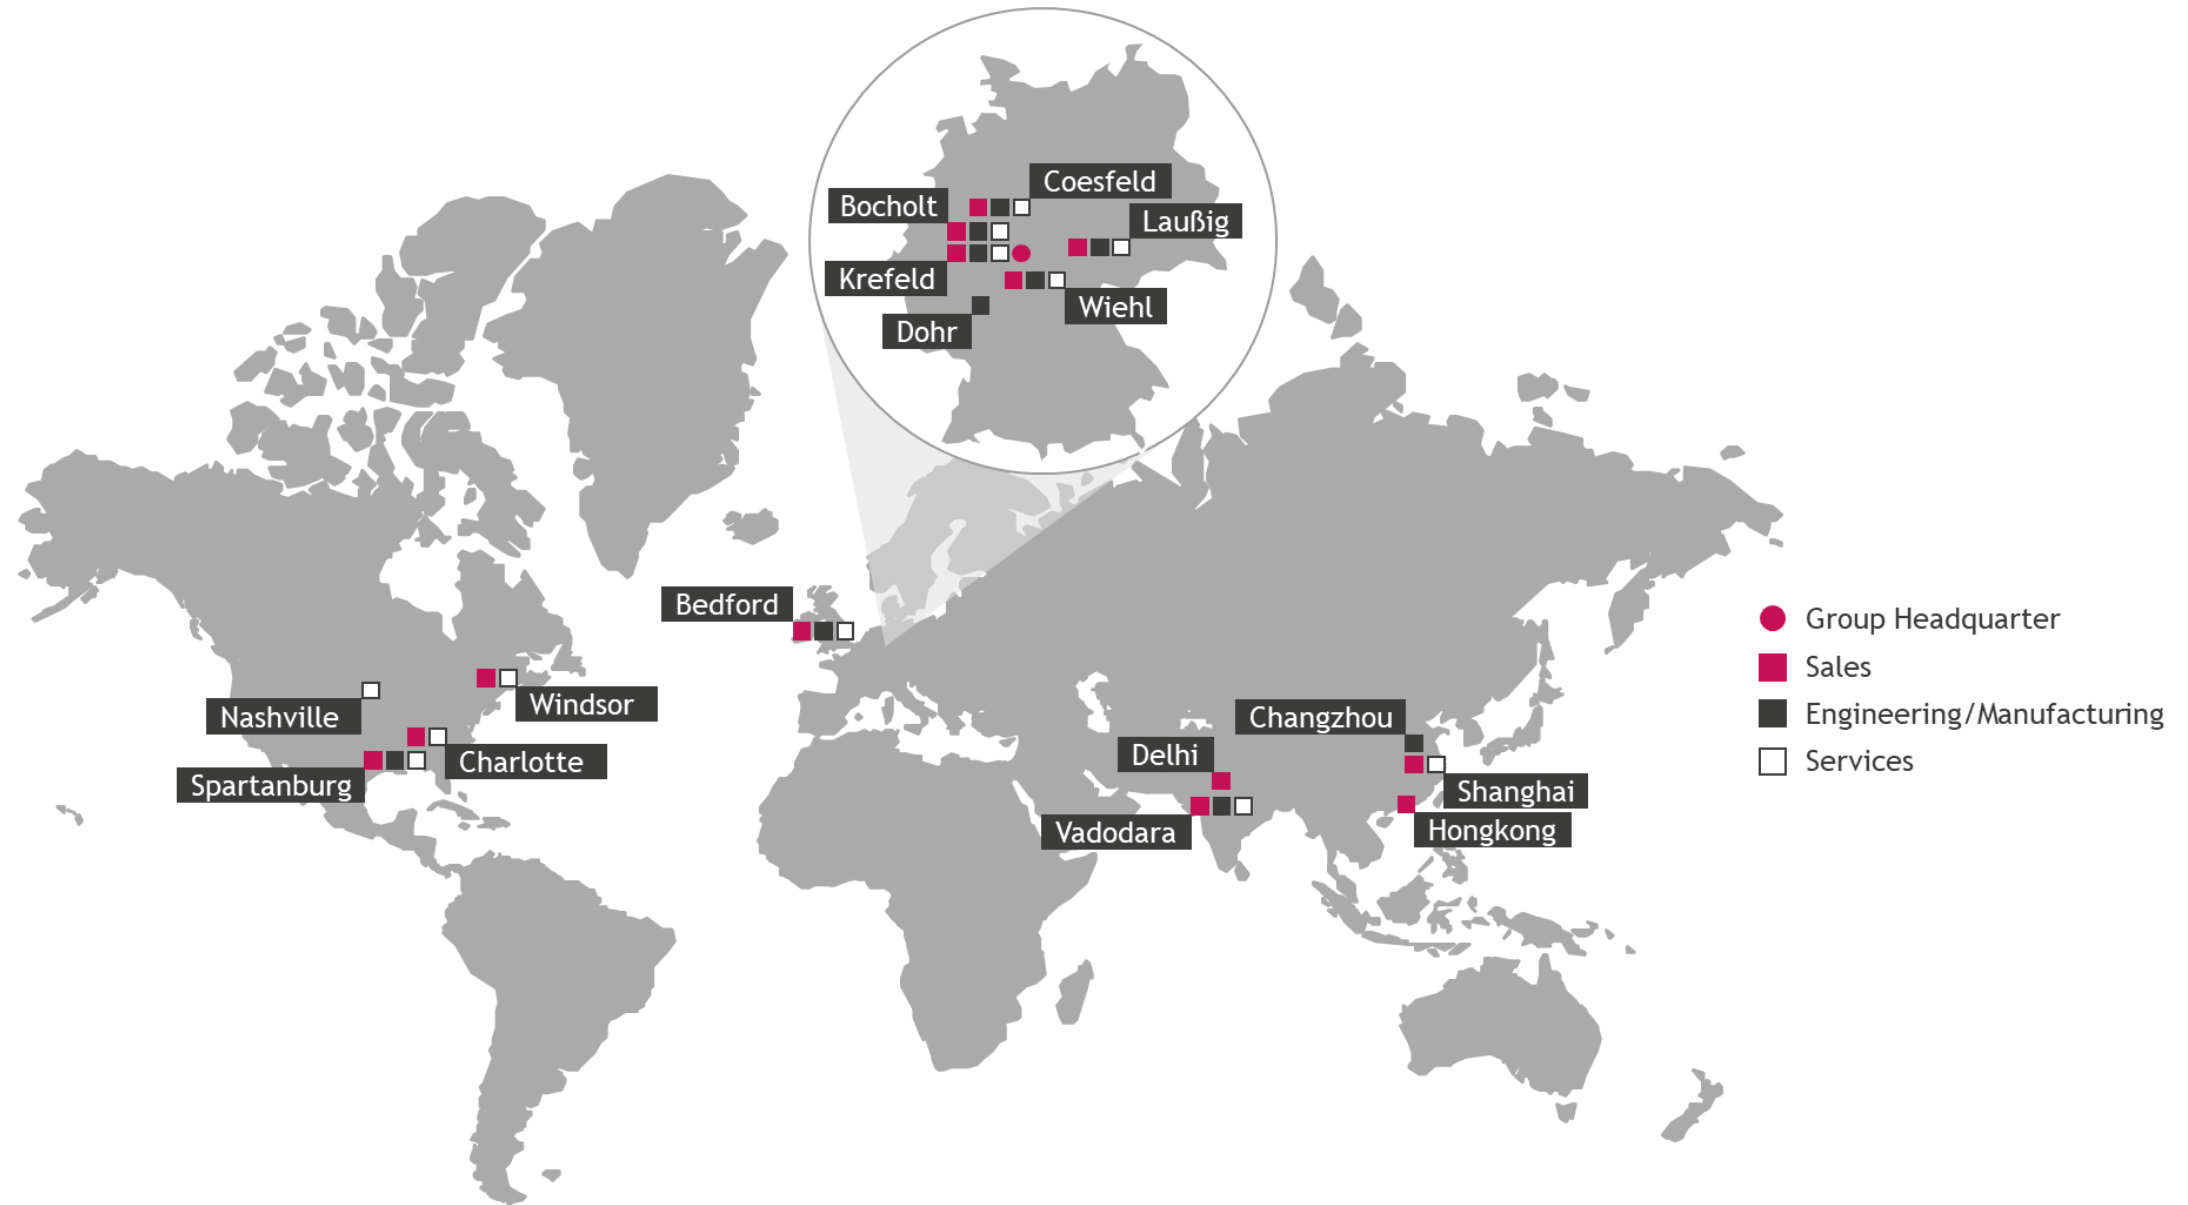 Coesfeld
Bocholt
Laußig
Krefeld
Wiehl
Dohr
Bedford
Nashville
Windsor
Charlotte
Spartanburg
Changzhou
Delhi
Shanghai
Vadodara
Hongkong
Group Headquarter
Sales
Engineering/Manufacturing
Services